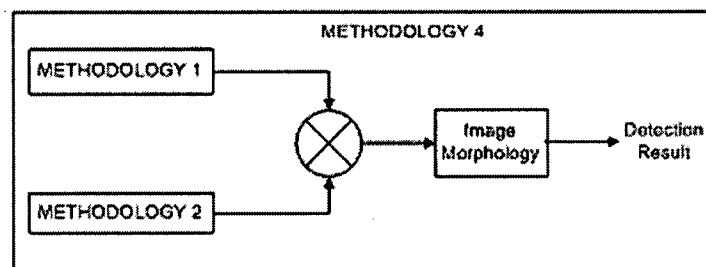 METHODOLOGY 4
METHODOLOGY 1
Image
Morphology
Detection
Result
METHODOLOGY 2